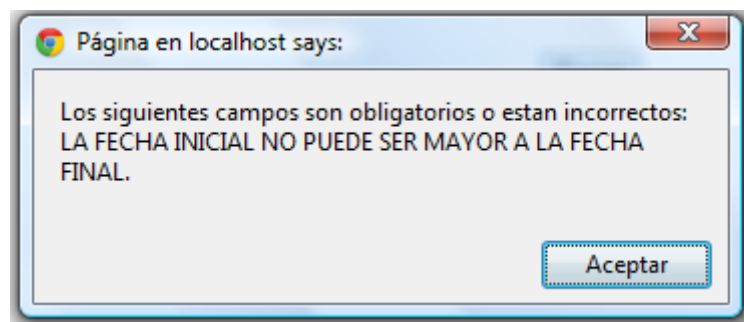 Página en localhost says:
Los siguientes campos son obligatorios o estan incorrectos:
LA FECHA INICIAL NO PUEDE SER MAYOR A LA FECHA
FINAL.
Aceptar